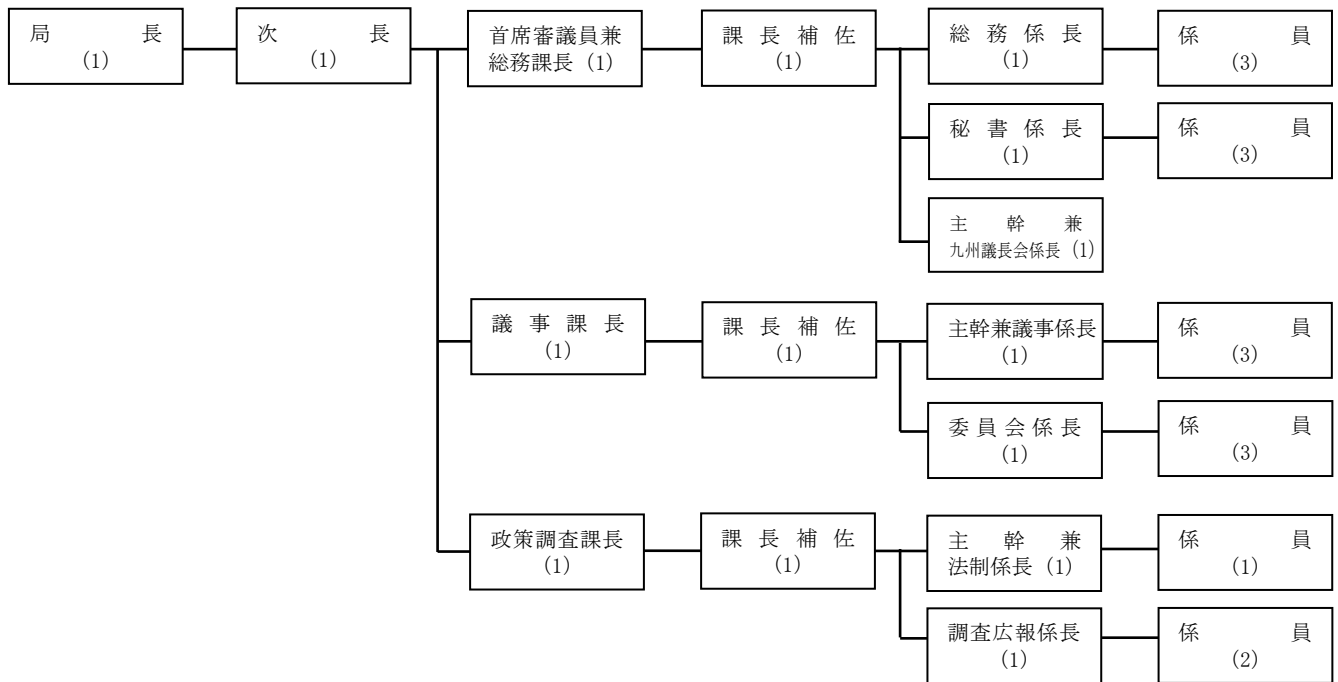 局長
(1)
次長
(1)
首席審議員兼
総務課長 (1)
課長補佐
(1)
総務係長
(1)
係員
(3)
秘書係長
(1)
係員
(3)
主幹兼
九州議長会係長 (1)
議事課長
(1)
課長補佐
(1)
主幹兼議事係長
(1)
係員
(3)
委員会係長
(1)
係員
(3)
政策調査課長
(1)
課長補佐
(1)
主幹兼
法制係長 (1)
係員
(1)
調査広報係長
(1)
係員
(2)